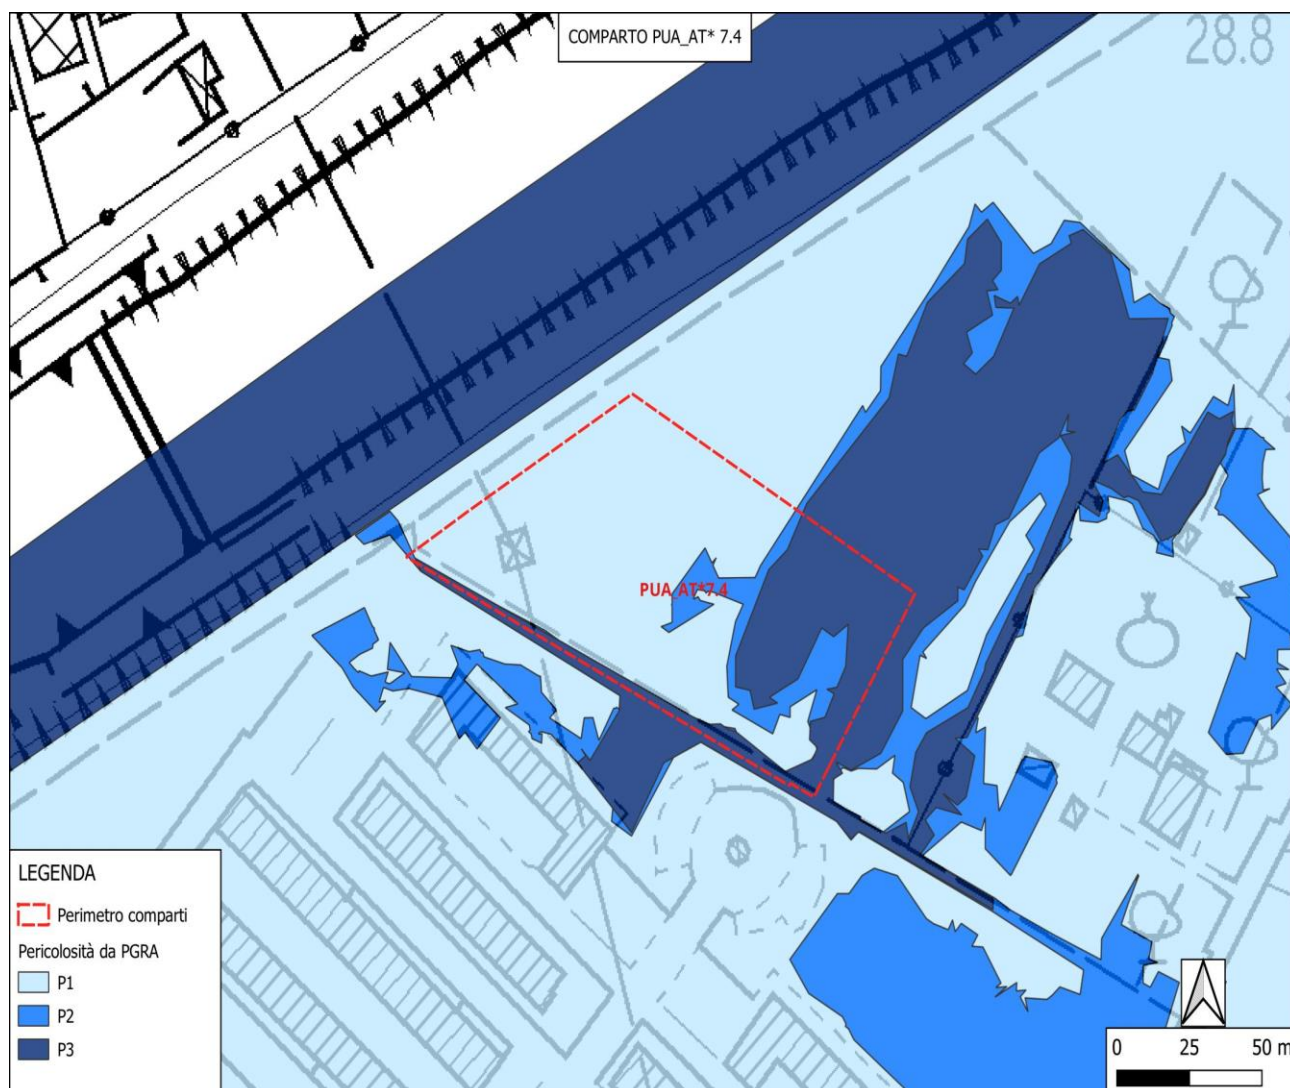 COMPARTO PUA_AT* 7.4
28.8
PUA_AT*7.4
LEGENDA
Perimetro comparti
Pericolosità da PGRA
P1
P2
P3
0 25 50 m